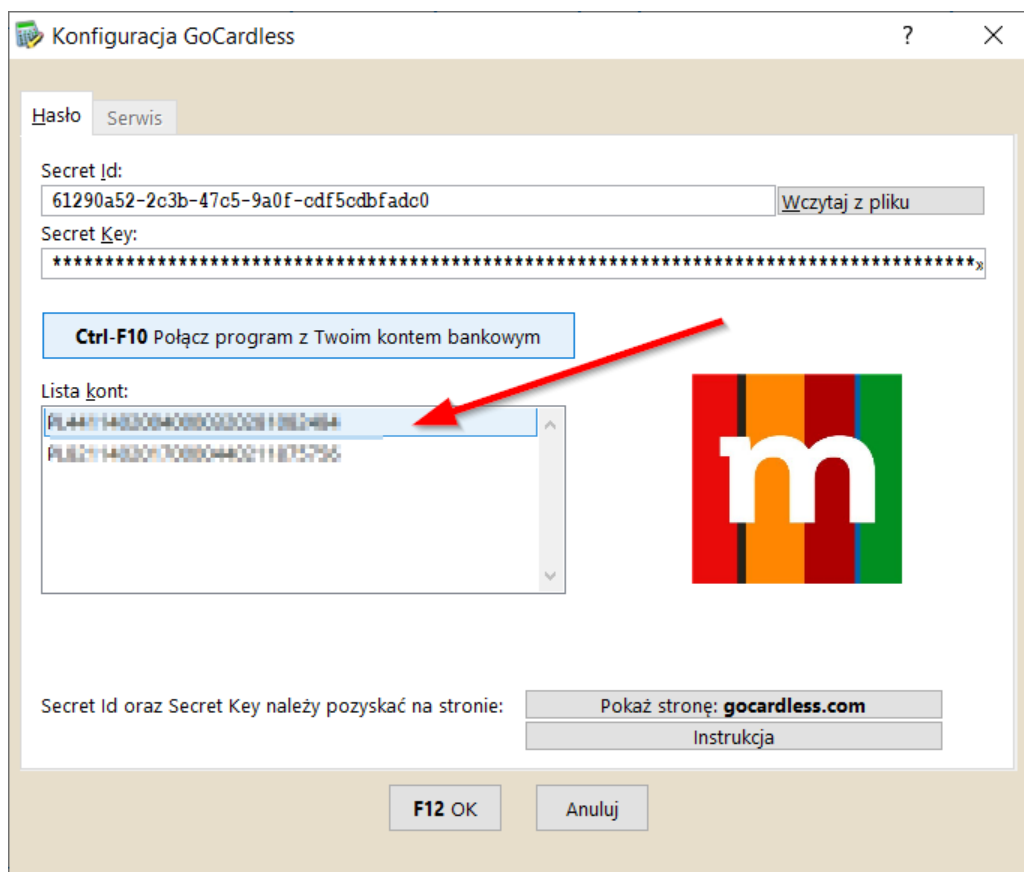 Konfiguracja GoCardless
?
Hasło
Serwis
Secret Id:
61290a52-2c3b-47c5-9a0f-cdf5cdbfadc0
Wczytaj z pliku
Secret Key:
******************************************************************************************»
Ctrl-F10 Połącz program z Twoim kontem bankowym
Lista kont:
m
Secret Id oraz Secret Key należy pozyskać na stronie:
Pokaż stronę: gocardless.com
Instrukcja
F12 OK
Anuluj